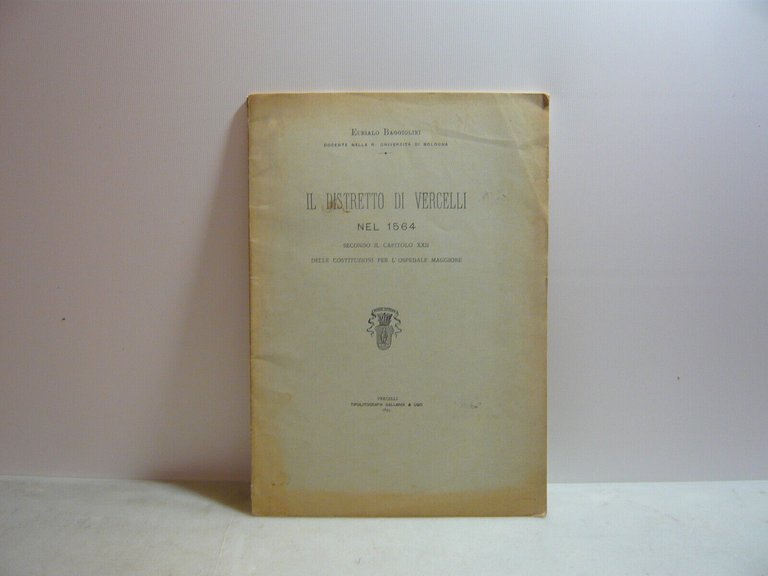 EURIALO BAGGIOLINI
DOCENTE NELLA R. UNIVERSITÀ DI BOLOGNA
IL DISTRETTO DI VERCELLI
NEL 1564
SECONDO IL CAPITOLO XXII
DELLE COSTITUZIONI PER L'OSPEDALE MAGGIORE
VERCELLI
TIPOLITOGRAFIA GALLARDI & UGO